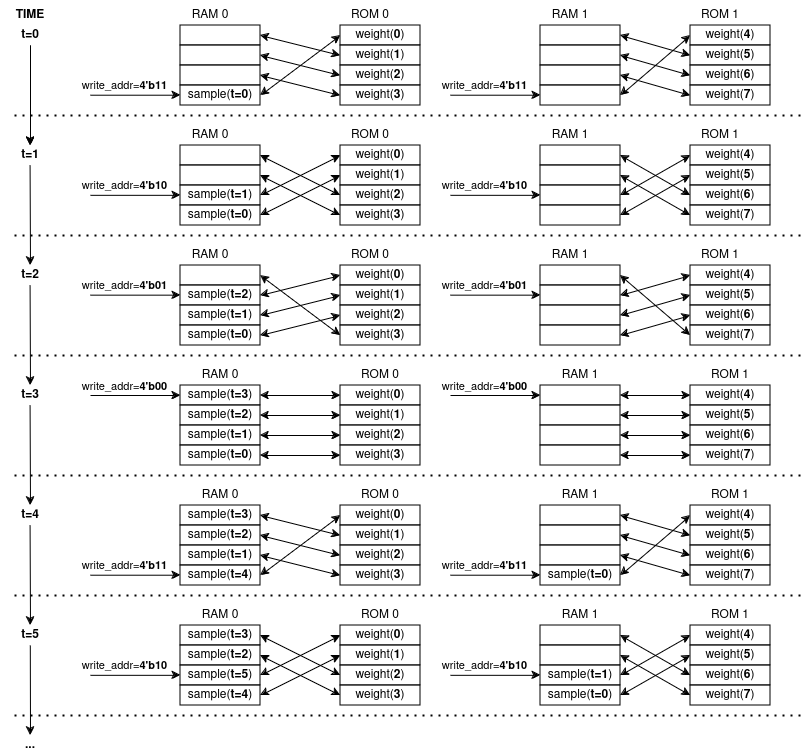 TIME
RAM 0 ROM 0 RAM 1 ROM 1
t=0 weight(0) weight(4)
weight(1) weight(5)
weight(2) weight(6)
write_addr=4'b11 sample(t=0) weight(3) write_addr=4'b11 weight(7)
RAM 0 ROM 0 RAM 1 ROM 1
t=1 weight(0) weight(4)
weight(1) weight(5)
write_addr=4'b10 sample(t=1) weight(2) write_addr=4'b10 weight(6)
sample(t=0) weight(3) weight(7)
RAM 0 ROM 0 RAM 1 ROM 1
t=2 weight(0) weight(4)
write_addr=4'b01 sample(t=2) weight(1) write_addr=4'b01 weight(5)
sample(t=1) weight(2) weight(6)
sample(t=0) weight(3) weight(7)
RAM 0 ROM 0 RAM 1 ROM 1
t=3 write_addr=4'b00 sample(t=3) weight(0) write_addr=4'b00 weight(4)
sample(t=2) weight(1) weight(5)
sample(t=1) weight(2) weight(6)
sample(t=0) weight(3) weight(7)
RAM 0 ROM 0 RAM 1 ROM 1
t=4 sample(t=3) weight(0) weight(4)
sample(t=2) weight(1) weight(5)
sample(t=1) weight(2) weight(6)
write_addr=4'b11 sample(t=4) weight(3) write_addr=4'b11 sample(t=0) weight(7)
RAM 0 ROM 0 RAM 1 ROM 1
t=5 sample(t=3) weight(0) weight(4)
sample(t=2) weight(1) weight(5)
write_addr=4'b10 sample(t=5) weight(2) write_addr=4'b10 sample(t=1) weight(6)
sample(t=4) weight(3) sample(t=0) weight(7)
...